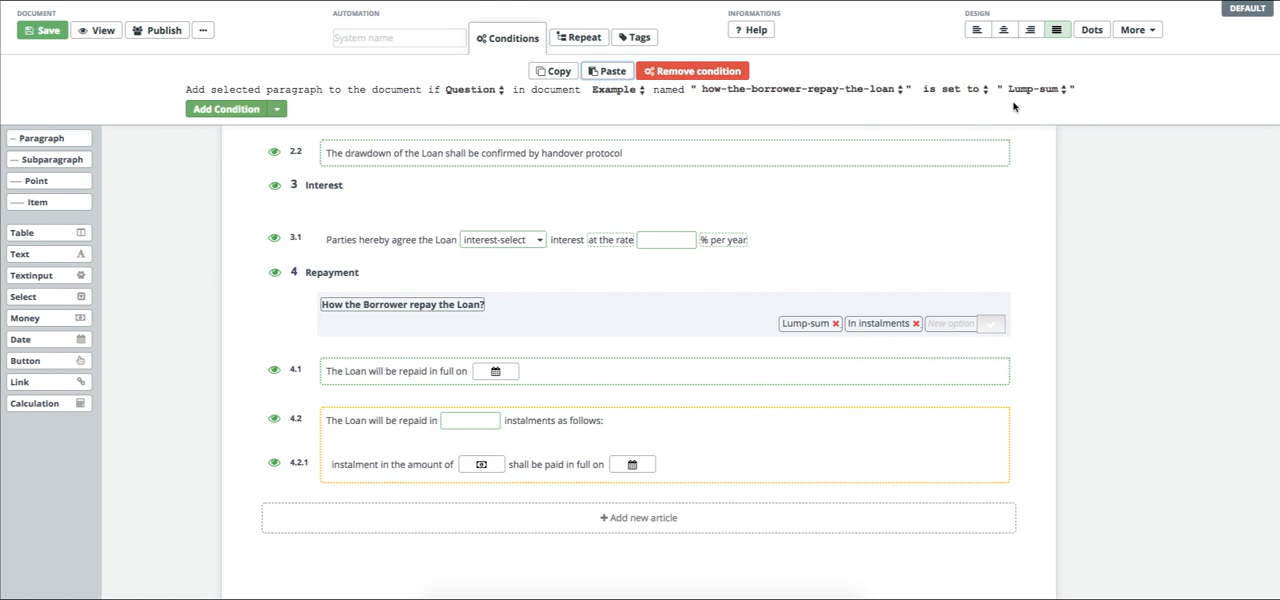 DOCUMENT
AUTOMATION
INFORMATIONS
DESIGN
DEFAULT
Save
View
Publish
System name
Conditions
Repeat
Tags
Help
Dots
More
Copy
Paste
Remove condition
Add selected paragraph to the document if Question in document Example named " how-the-borrower-repay-the-loan " is set to " Lump-sum "
Add Condition
Paragraph
Subparagraph
Point
Item
Table
Text
Textinput
Select
Money
Date
Button
Link
Calculation
2.2 The drawdown of the Loan shall be confirmed by handover protocol
3 Interest
3.1 Parties hereby agree the Loan interest-select interest at the rate % per year
4 Repayment
How the Borrower repay the Loan?
Lump-sum In instalments New option
4.1 The Loan will be repaid in full on
4.2 The Loan will be repaid in instalments as follows:
4.2.1 instalment in the amount of shall be paid in full on
+ Add new article